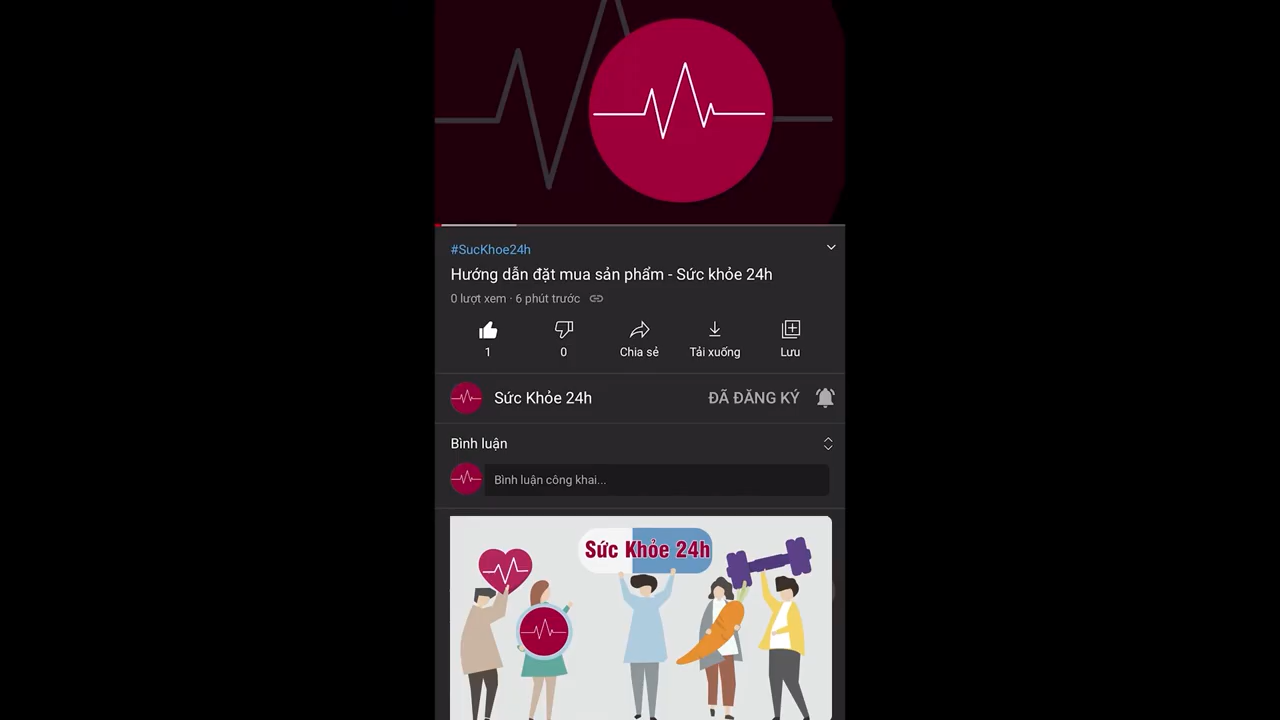 #SucKhoe24h
Hướng dẫn đặt mua sản phẩm - Sức khỏe 24h
0 lượt xem · 6 phút trước
1
0
Chia sẻ
Tải xuống
Lưu
Sức Khỏe 24h
ĐÃ ĐĂNG KÝ
Bình luận
Bình luận công khai...
Sức Khỏe 24h